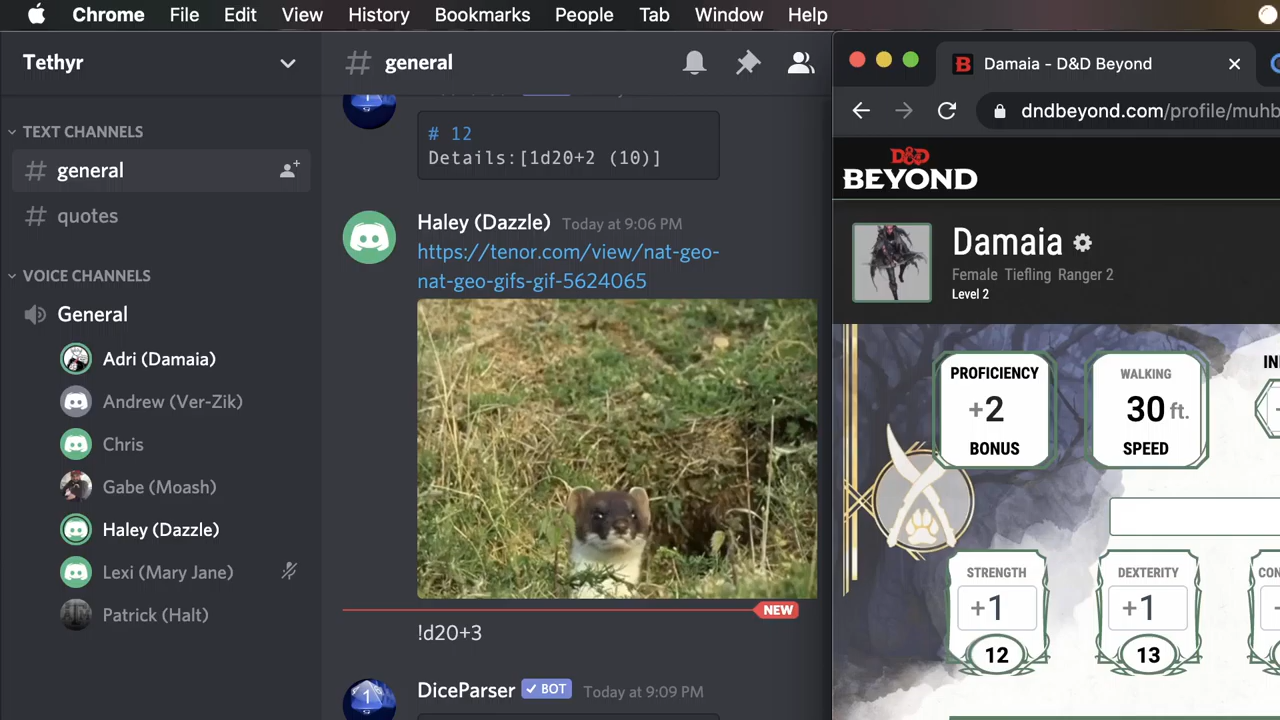 Chrome File Edit View History Bookmarks People Tab Window Help
Tethyr
TEXT CHANNELS
general
quotes
VOICE CHANNELS
General
Adri (Damaia)
Andrew (Ver-Zik)
Chris
Gabe (Moash)
Haley (Dazzle)
Lexi (Mary Jane)
Patrick (Halt)
# general
1
# 12
Details:[1d20+2 (10)]
Haley (Dazzle) Today at 9:06 PM
https://tenor.com/view/nat-geo-
nat-geo-gifs-gif-5624065
NEW
!d20+3
1
DiceParser ✓ BOT Today at 9:09 PM
B Damaia - D&D Beyond
dndbeyond.com/profile/muhb
D&D
BEYOND
Damaia
Female Tiefling Ranger 2
Level 2
PROFICIENCY
+2
BONUS
WALKING
30 ft.
SPEED
STRENGTH
+1
12
DEXTERITY
+1
13